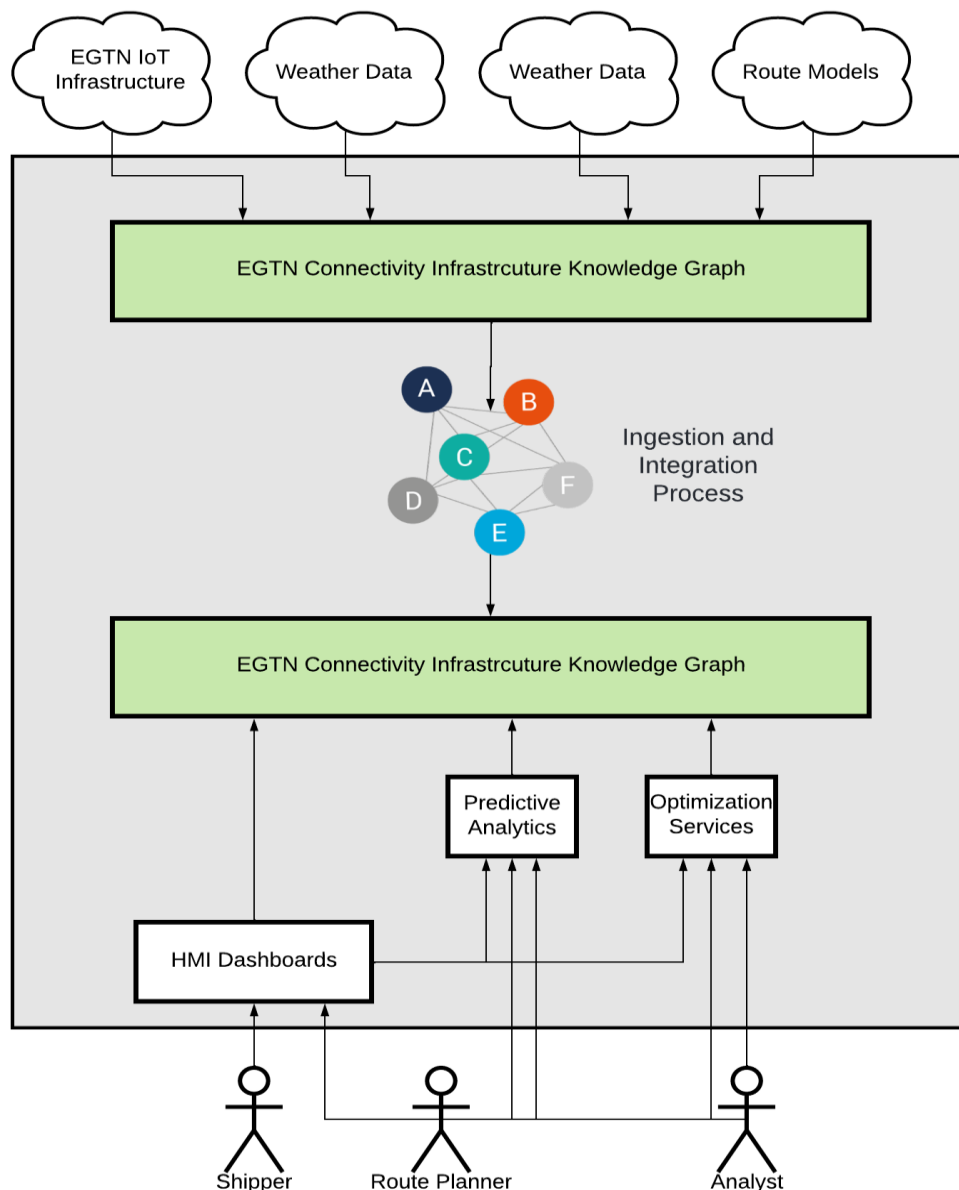 EGTN IoT
Infrastructure
Weather Data
Weather Data
Route Models
EGTN Connectivity Infrastrcuture Knowledge Graph
A
B
C
D
E
F
Ingestion and
Integration
Process
EGTN Connectivity Infrastrcuture Knowledge Graph
Predictive
Analytics
Optimization
Services
HMI Dashboards
Shipper
Route Planner
Analyst